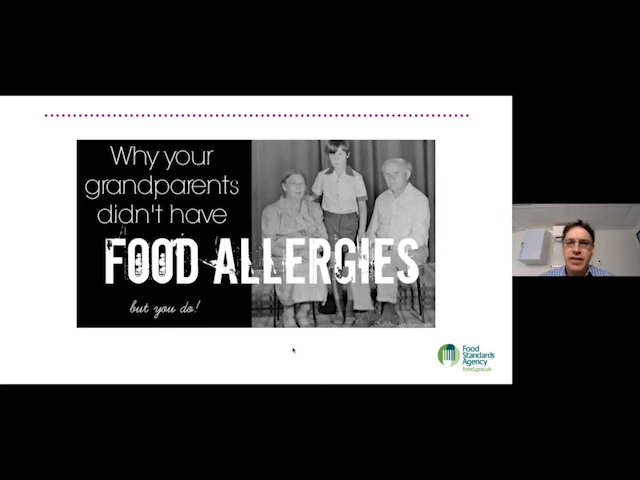 Why your
grandparents
didn't have
FOOD ALLERGIES
but you do!
Food
Standards
Agency
food.gov.uk